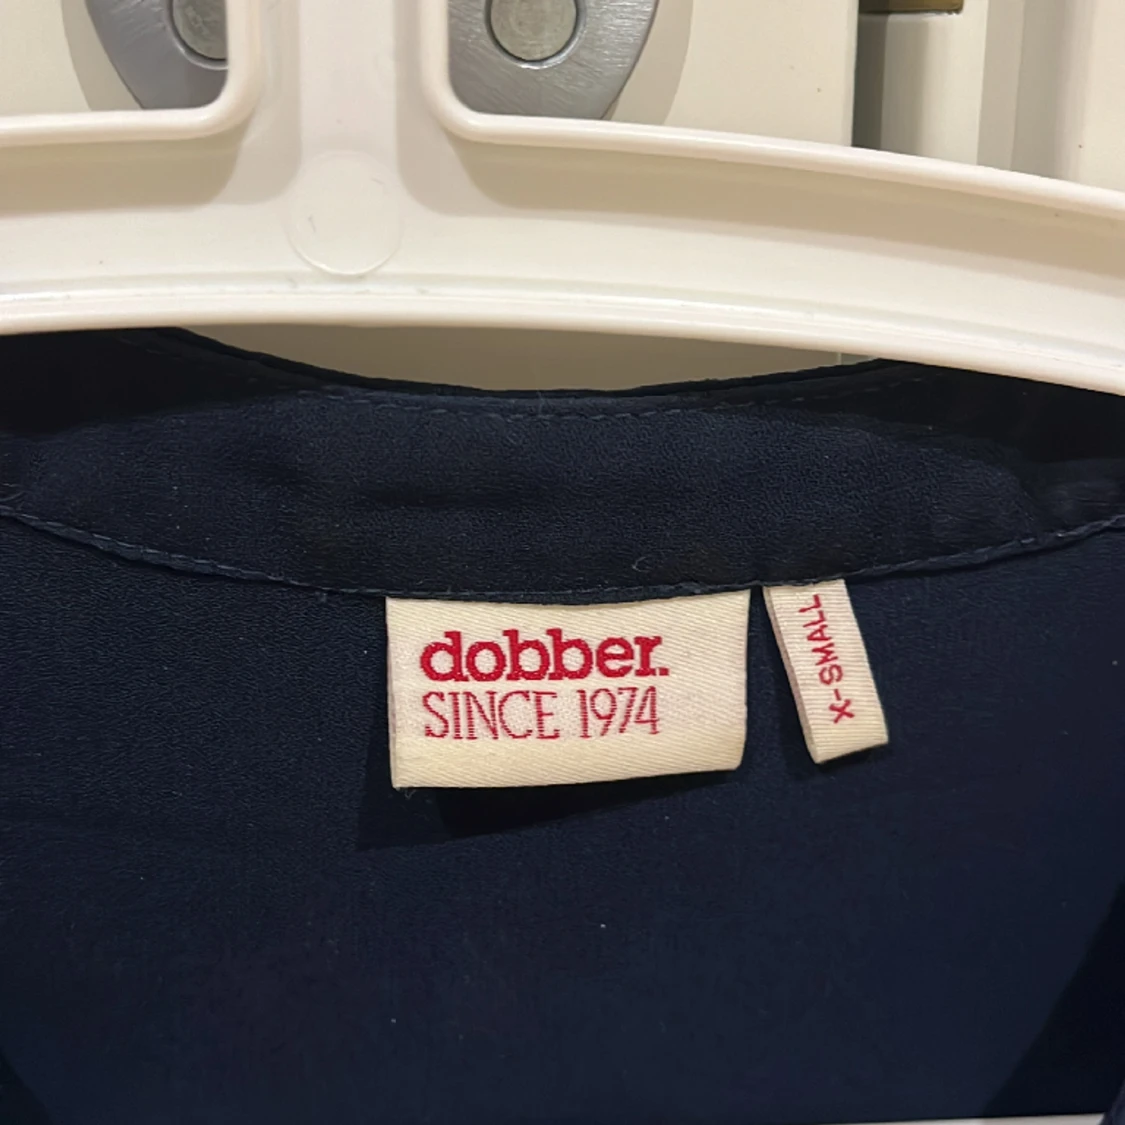 dobber.
SINCE 1974
X-SMALL